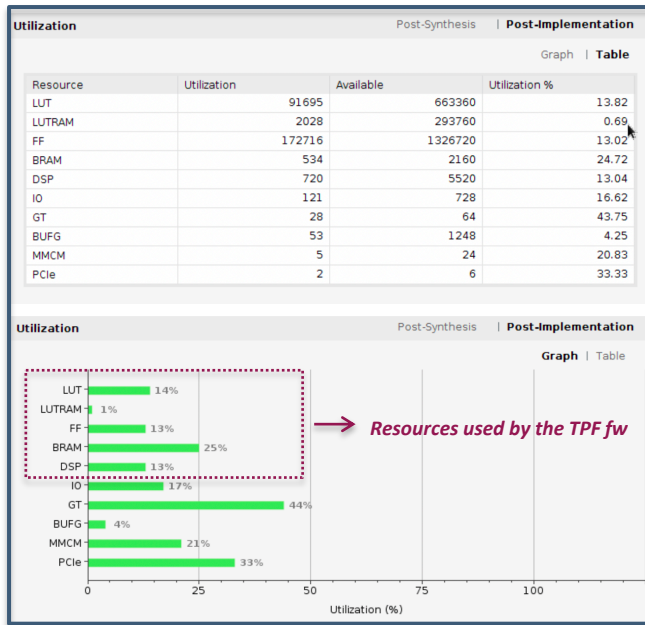 Utilization Post-Synthesis | Post-Implementation
Graph | Table
Resource Utilization Available Utilization %
LUT 91695 663360 13.82
LUTRAM 2028 293760 0.69
FF 172716 1326720 13.02
BRAM 534 2160 24.72
DSP 720 5520 13.04
IO 121 728 16.62
GT 28 64 43.75
BUFG 53 1248 4.25
MMCM 5 24 20.83
PCIe 2 6 33.33
Utilization Post-Synthesis | Post-Implementation
Graph | Table
LUT 14%
LUTRAM 1%
FF 13%
Resources used by the TPF fw
BRAM 25%
DSP 13%
IO 17%
GT 44%
BUFG 4%
MMCM 21%
PCIe 33%
0 25 50 75 100
Utilization (%)